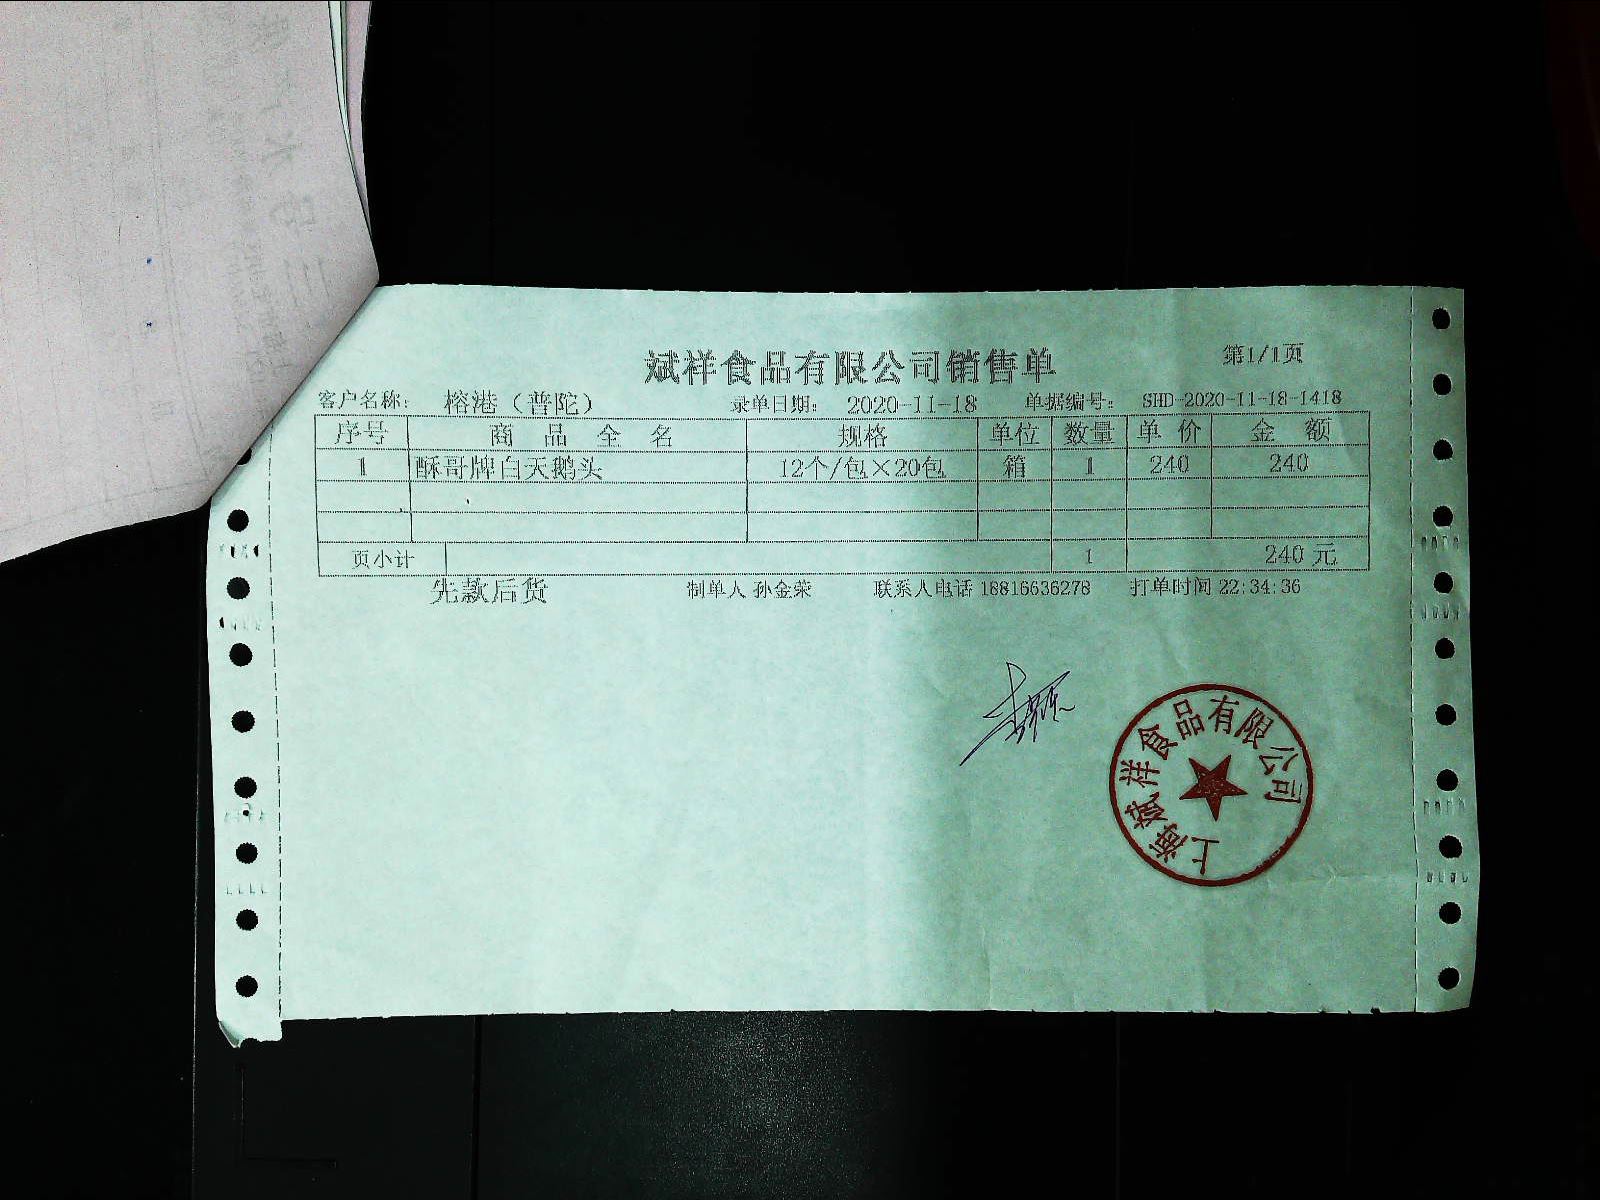 斌祥食品有限公司销售单 第1/1页
客户名称： 榕港（普陀） 录单日期： 2020-11-18 单据编号： SHD-2020-11-18-1418
序号 商品全名 规格 单位 数量 单价 金额
1 酥哥牌白天鹅头 12个/包×20包 箱 1 240 240
页小计 1 240元
先款后货 制单人 孙金荣 联系人电话 18816636278 打单时间 22:34:36
上海斌祥食品有限公司